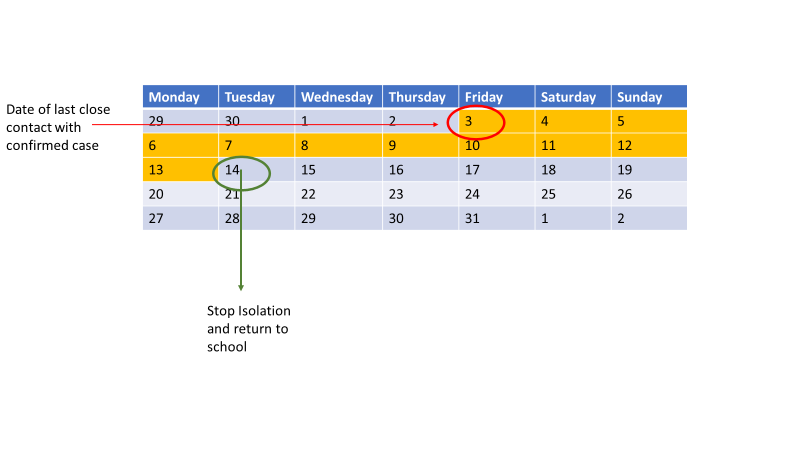 Monday Tuesday Wednesday Thursday Friday Saturday Sunday
Date of last close
contact with
confirmed case
29 30 1 2 3 4 5
6 7 8 9 10 11 12
13 14 15 16 17 18 19
20 21 22 23 24 25 26
27 28 29 30 31 1 2
Stop Isolation
and return to
school